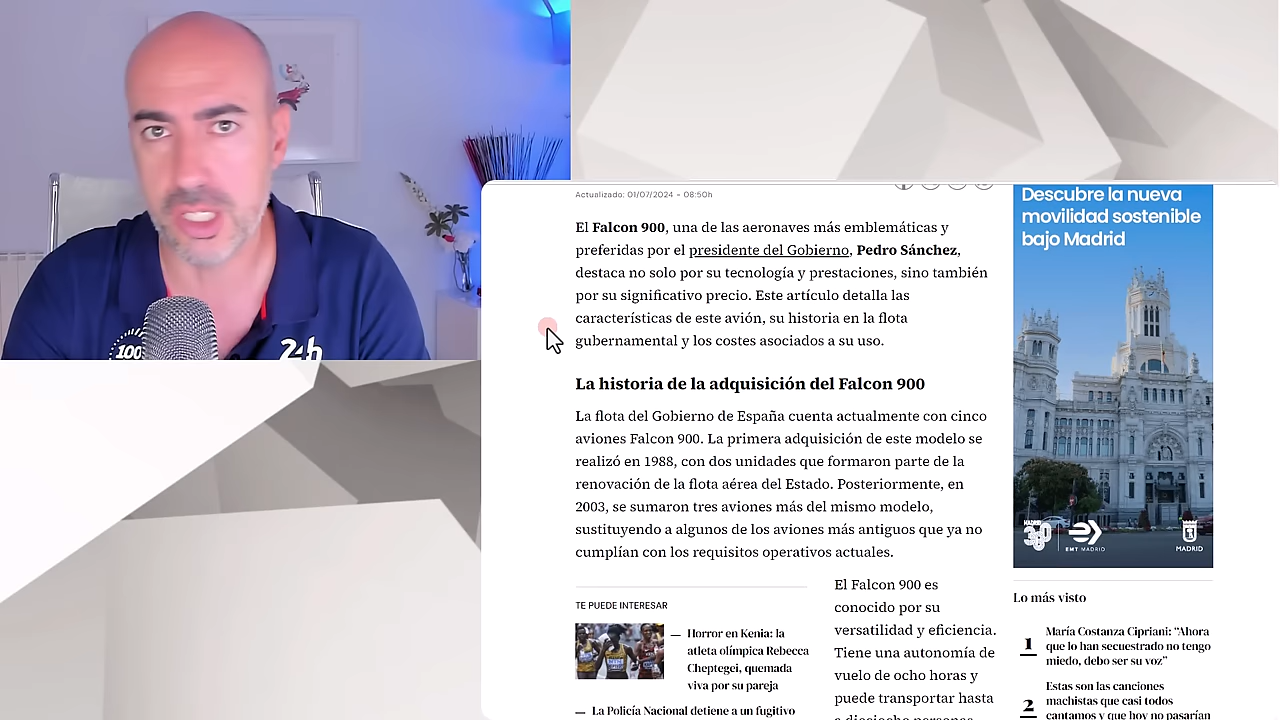 100
24h
Actualizado: 01/07/2024 - 08:50h
El Falcon 900, una de las aeronaves más emblemáticas y
preferidas por el presidente del Gobierno, Pedro Sánchez,
destaca no solo por su tecnología y prestaciones, sino también
por su significativo precio. Este artículo detalla las
características de este avión, su historia en la flota
gubernamental y los costes asociados a su uso.
La historia de la adquisición del Falcon 900
La flota del Gobierno de España cuenta actualmente con cinco
aviones Falcon 900. La primera adquisición de este modelo se
realizó en 1988, con dos unidades que formaron parte de la
renovación de la flota aérea del Estado. Posteriormente, en
2003, se sumaron tres aviones más del mismo modelo,
sustituyendo a algunos de los aviones más antiguos que ya no
cumplían con los requisitos operativos actuales.
TE PUEDE INTERESAR
Horror en Kenia: la
atleta olímpica Rebecca
Cheptegei, quemada
viva por su pareja
La Policía Nacional detiene a un fugitivo
El Falcon 900 es
conocido por su
versatilidad y eficiencia.
Tiene una autonomía de
vuelo de ocho horas y
puede transportar hasta
a dieciocho personas
Descubre la nueva
movilidad sostenible
bajo Madrid
EMT MADRID
MADRID
Lo más visto
1
María Costanza Cipriani: “Ahora
que lo han secuestrado no tengo
miedo, debo ser su voz”
2
Estas son las canciones
machistas que casi todos
cantamos y que hoy no pasarían